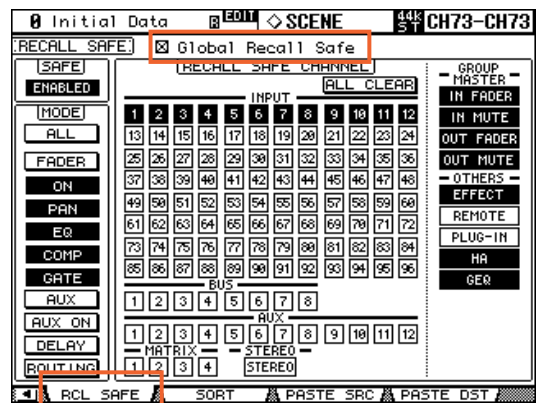 0 Initial Data EDIT SCENE 44k ST CH73-CH73
RECALL SAFE Global Recall Safe
SAFE
ENABLED
MODE
ALL
FADER
ON
PAN
EQ
COMP
GATE
AUX
AUX ON
DELAY
ROUTING
RECALL SAFE CHANNEL
ALL CLEAR
INPUT
1 2 3 4 5 6 7 8 9 10 11 12
13 14 15 16 17 18 19 20 21 22 23 24
25 26 27 28 29 30 31 32 33 34 35 36
37 38 39 40 41 42 43 44 45 46 47 48
49 50 51 52 53 54 55 56 57 58 59 60
61 62 63 64 65 66 67 68 69 70 71 72
73 74 75 76 77 78 79 80 81 82 83 84
85 86 87 88 89 90 91 92 93 94 95 96
BUS
1 2 3 4 5 6 7 8
AUX
1 2 3 4 5 6 7 8 9 10 11 12
MATRIX STEREO
1 2 3 4 STEREO
GROUP
MASTER
IN FADER
IN MUTE
OUT FADER
OUT MUTE
OTHERS
EFFECT
REMOTE
PLUG-IN
HA
GEQ
RCL SAFE SORT PASTE SRC PASTE DST